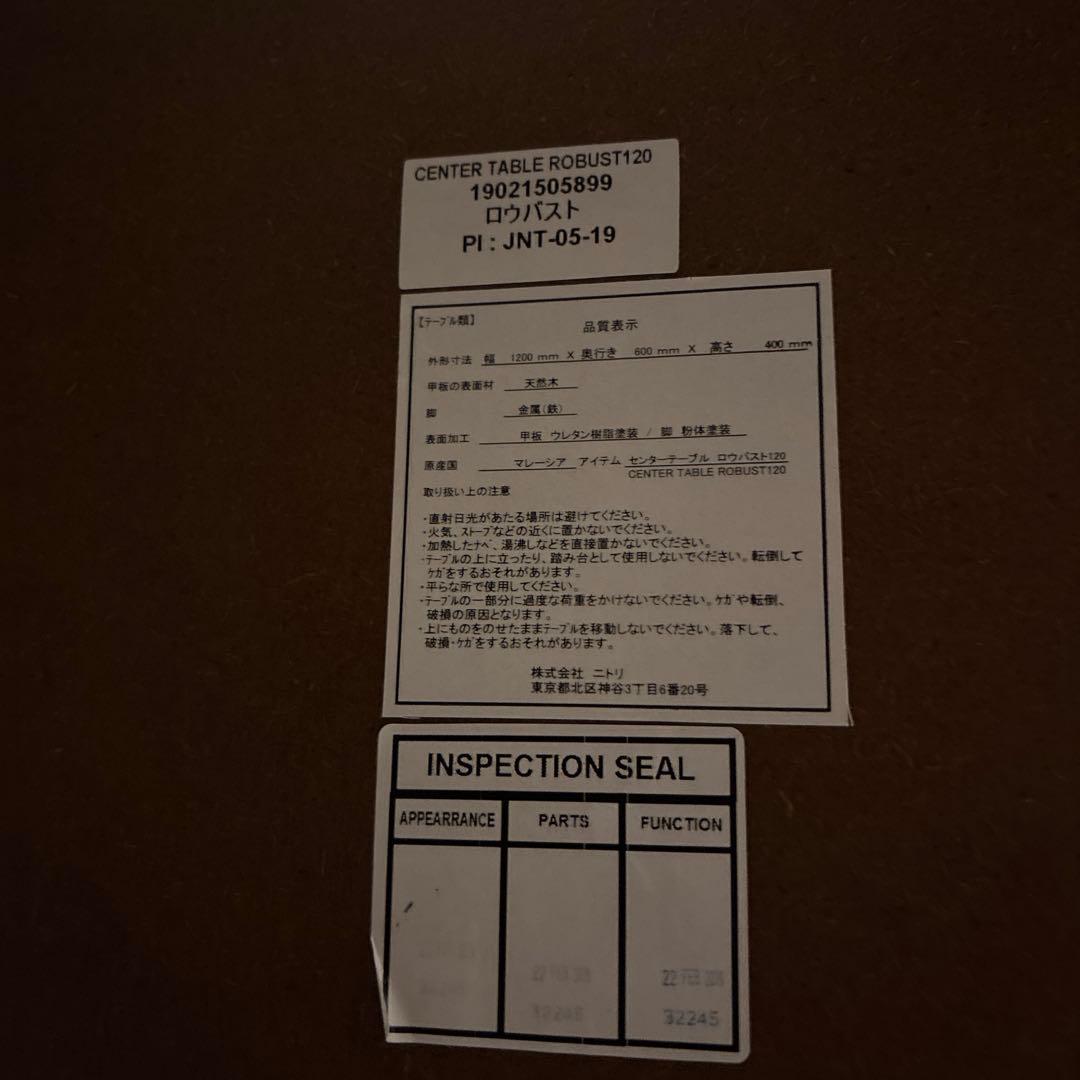 CENTER TABLE ROBUST120
19021505899
ロウバスト
PI : JNT-05-19
【テーブル類】
品質表示
外形寸法 幅 1200 mm X 奥行き 600 mm X 高さ 400 mm
甲板の表面材 天然木
脚 金属(鉄)
表面加工 甲板 ウレタン樹脂塗装 / 脚 粉体塗装
原産国 マレーシア アイテム センターテーブル ロウバスト120
CENTER TABLE ROBUST120
取り扱い上の注意
・直射日光があたる場所は避けてください。
・火気、ストーブなどの近くに置かないでください。
・加熱したナベ、湯沸しなどを直接置かないでください。
・テーブルの上に立ったり、踏み台として使用しないでください。転倒して
ケガをするおそれがあります。
・平らな所で使用してください。
・テーブルの一部分に過度な荷重をかけないでください。ケガや転倒、
破損の原因となります。
・上にものをのせたままテーブルを移動しないでください。落下して、
破損・ケガをするおそれがあります。
株式会社 ニトリ
東京都北区神谷3丁目6番20号
INSPECTION SEAL
APPEARRANCE PARTS FUNCTION
22 FEB
32245